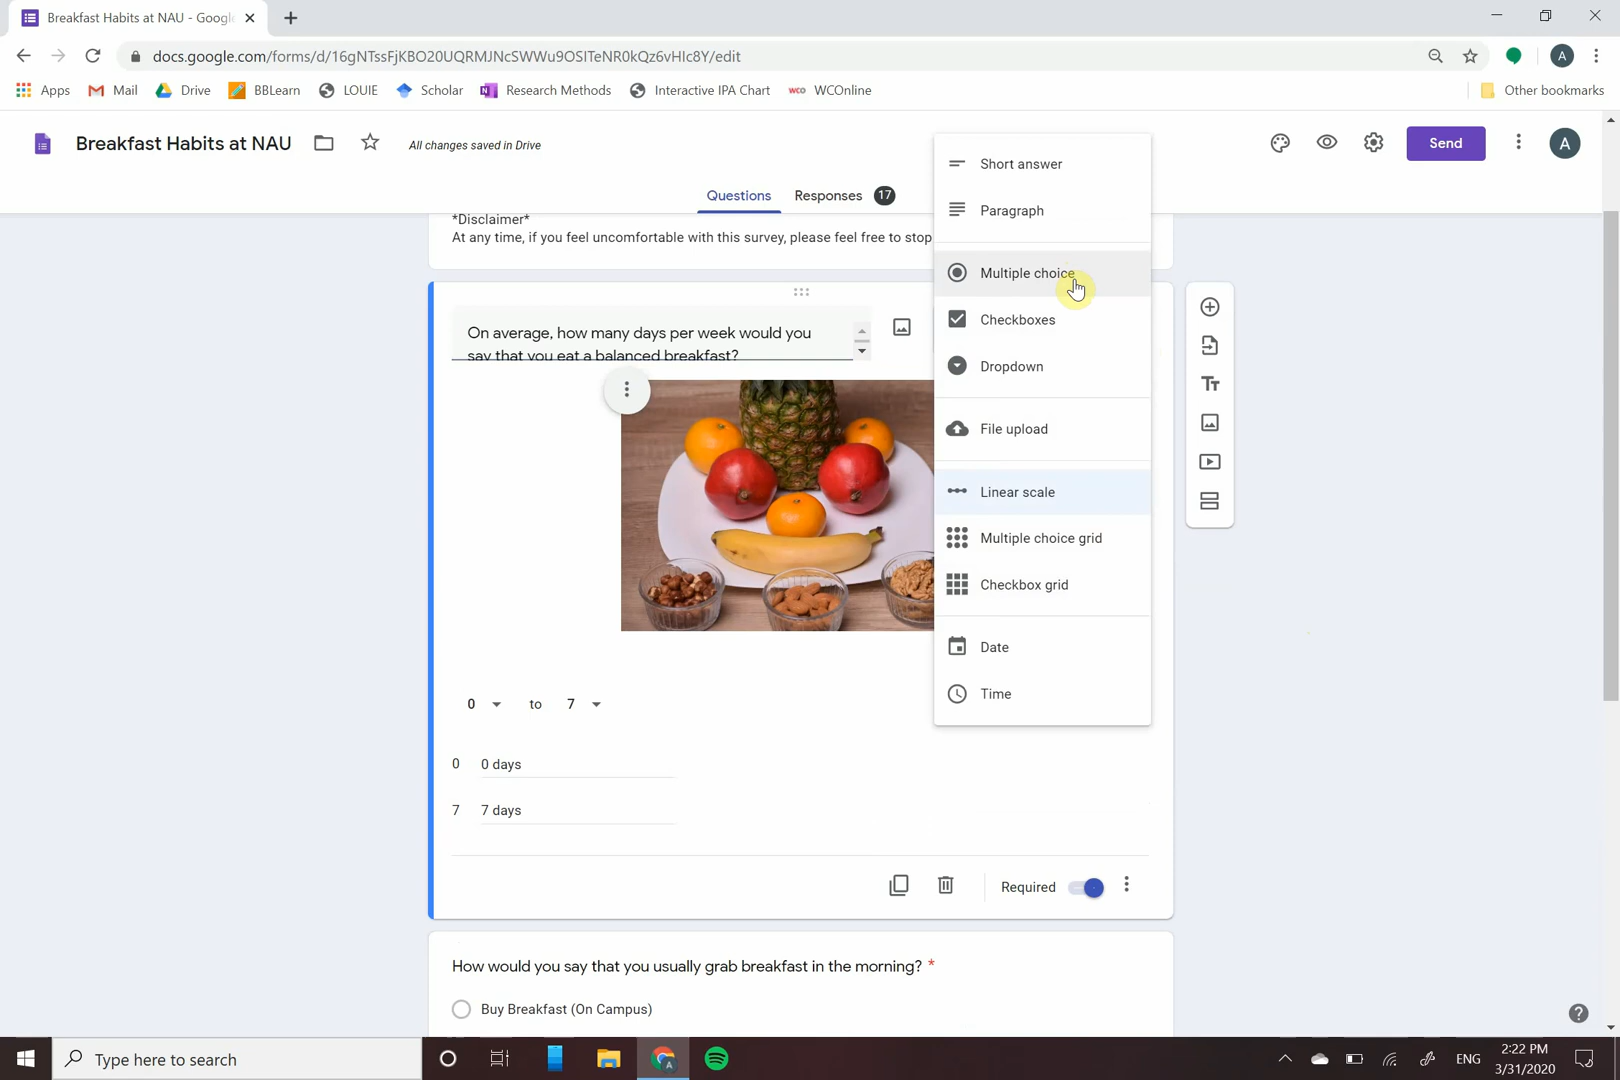 Breakfast Habits at NAU - Googl
docs.google.com/forms/d/16gNTssFjKBO20UQRMJNcSWWu9OSITeNR0kQz6vHIc8Y/edit
A
Apps
Mail
Drive
BBLearn
LOUIE
Scholar
N
Research Methods
Interactive IPA Chart
wco
WCOnline
Other bookmarks
Breakfast Habits at NAU
All changes saved in Drive
Send
A
Questions
Responses
17
*Disclaimer*
At any time, if you feel uncomfortable with this survey, please feel free to stop
On average, how many days per week would you
say that you eat a balanced breakfast?
Short answer
Paragraph
Multiple choice
Checkboxes
Dropdown
File upload
Linear scale
Multiple choice grid
Checkbox grid
Date
Time
Tт
0 to 7
0 0 days
7 7 days
Required
How would you say that you usually grab breakfast in the morning? *
Buy Breakfast (On Campus)
Type here to search
A
ENG
2:22 PM
3/31/2020